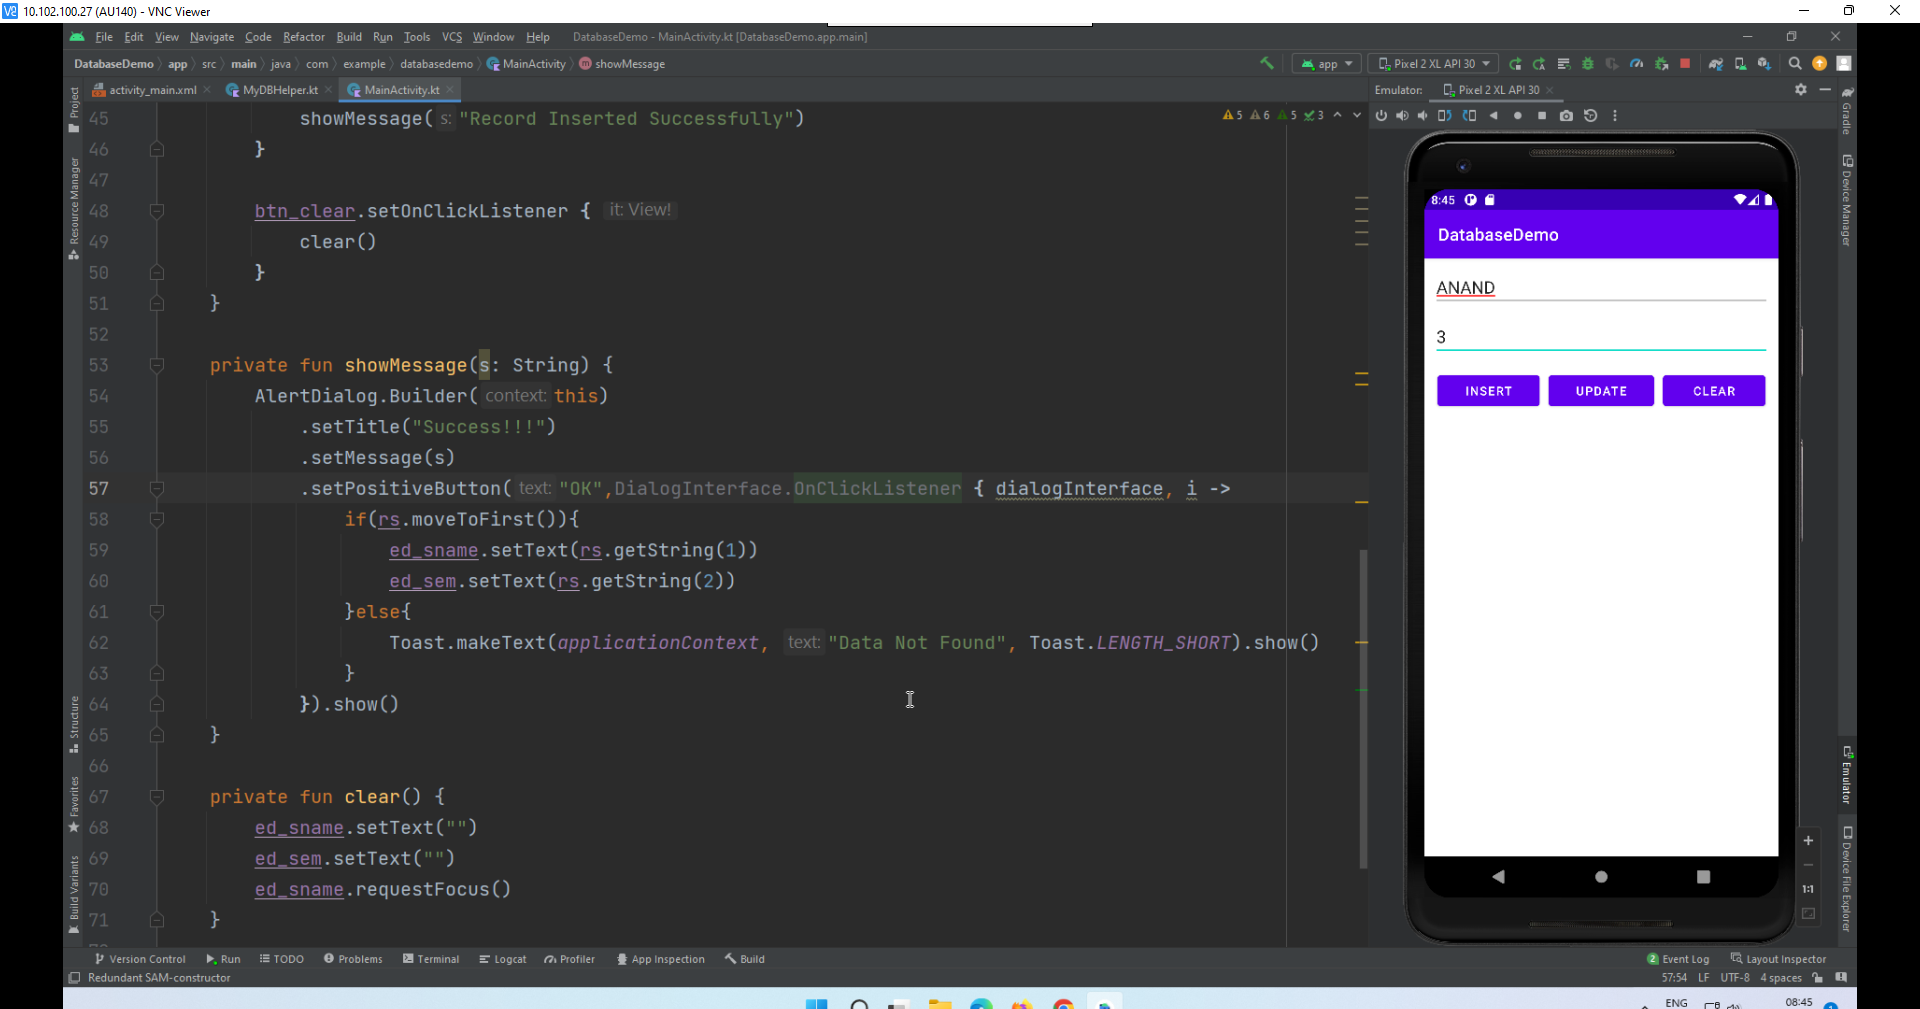 10.102.100.27 (AU140) - VNC Viewer
File Edit View Navigate Code Refactor Build Run Tools VCS Window Help DatabaseDemo - MainActivity.kt [DatabaseDemo.app.main]
DatabaseDemo app src main java com example databasedemo MainActivity showMessage
app Pixel 2 XL API 30
activity_main.xml MyDBHelper.kt MainActivity.kt
Emulator: Pixel 2 XL API 30
5 6 5 3
Project
Resource Manager
Structure
Favorites
Build Variants
45 showMessage( s: "Record Inserted Successfully")
46 }
47
48 btn_clear.setOnClickListener { it: View!
49 clear()
50 }
51 }
52
53 private fun showMessage(s: String) {
54 AlertDialog.Builder( context: this)
55 .setTitle("Success!!!")
56 .setMessage(s)
57 .setPositiveButton( text: "OK",DialogInterface.OnClickListener { dialogInterface, i ->
58 if(rs.moveToFirst()){
59 ed_sname.setText(rs.getString(1))
60 ed_sem.setText(rs.getString(2))
61 }else{
62 Toast.makeText(applicationContext, text: "Data Not Found", Toast.LENGTH_SHORT).show()
63 }
64 }).show()
65 }
66
67 private fun clear() {
68 ed_sname.setText("")
69 ed_sem.setText("")
70 ed_sname.requestFocus()
71 }
8:45
DatabaseDemo
ANAND
3
INSERT UPDATE CLEAR
1:1
Gradle
Device Manager
Emulator
Device File Explorer
Version Control Run TODO Problems Terminal Logcat Profiler App Inspection Build
2 Event Log Layout Inspector
Redundant SAM-constructor
57:54 LF UTF-8 4 spaces
ENG 08:45